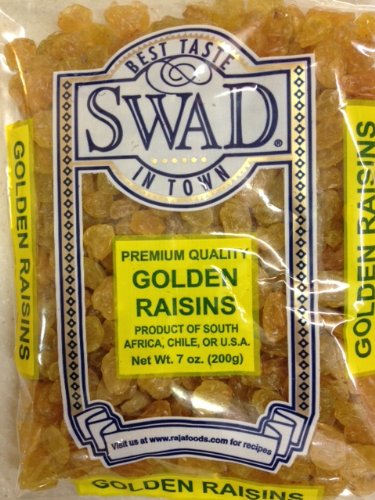 BEST TASTE
SWAD®
IN TOWN
PREMIUM QUALITY
GOLDEN
RAISINS
PRODUCT OF SOUTH
AFRICA, CHILE, OR U.S.A.
Net Wt. 7 oz. (200g)
Visit us at www.rajafoods.com for recipes
GOLDEN RAISINS
GOLDEN RAISINS
GOLDEN RAISINS